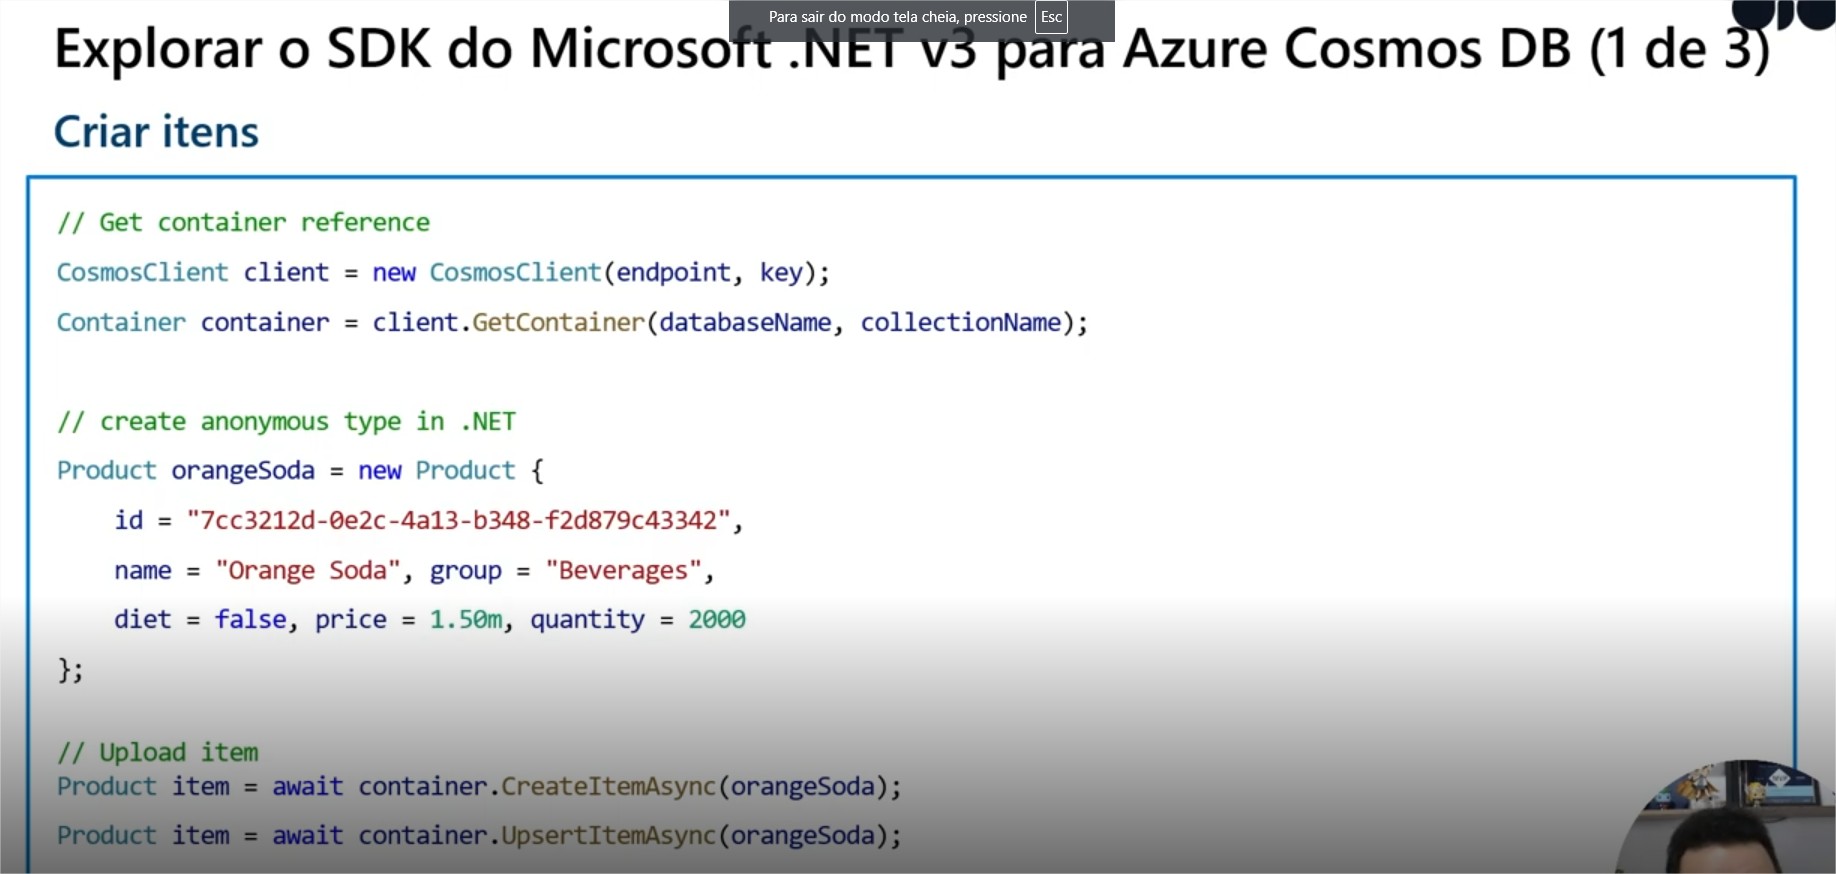 Para sair do modo tela cheia, pressione Esc
Explorar o SDK do Microsoft .NET v3 para Azure Cosmos DB (1 de 3)
Criar itens
// Get container reference
CosmosClient client = new CosmosClient(endpoint, key);
Container container = client.GetContainer(databaseName, collectionName);
// create anonymous type in .NET
Product orangeSoda = new Product {
id = "7cc3212d-0e2c-4a13-b348-f2d879c43342",
name = "Orange Soda", group = "Beverages",
diet = false, price = 1.50m, quantity = 2000
};
// Upload item
Product item = await container.CreateItemAsync(orangeSoda);
Product item = await container.UpsertItemAsync(orangeSoda);